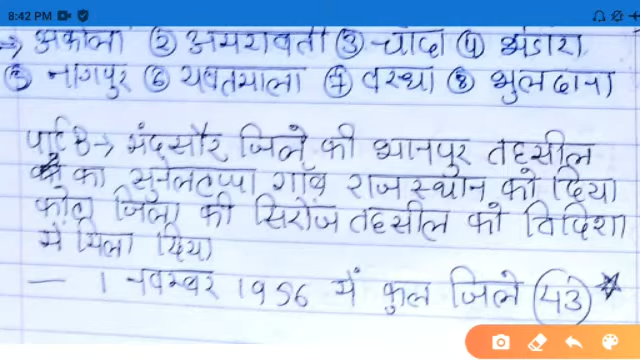 8:42 PM
→ अकोला ② अमरावती ③ चांदा ④ भंडारा
⑤ नागपुर ⑥ यवतमाला ⑦ वरधा ⑧ भुलढाना
पार्ट B→ मंदसौर जिले की भानपुर तहसील
का सुनेलटप्पा गांव राजस्थान को दिया
कोटा जिला की सिरोंज तहसील को विदिशा
में मिला दिया
— 1 नवम्बर 1956 में कुल जिले 43